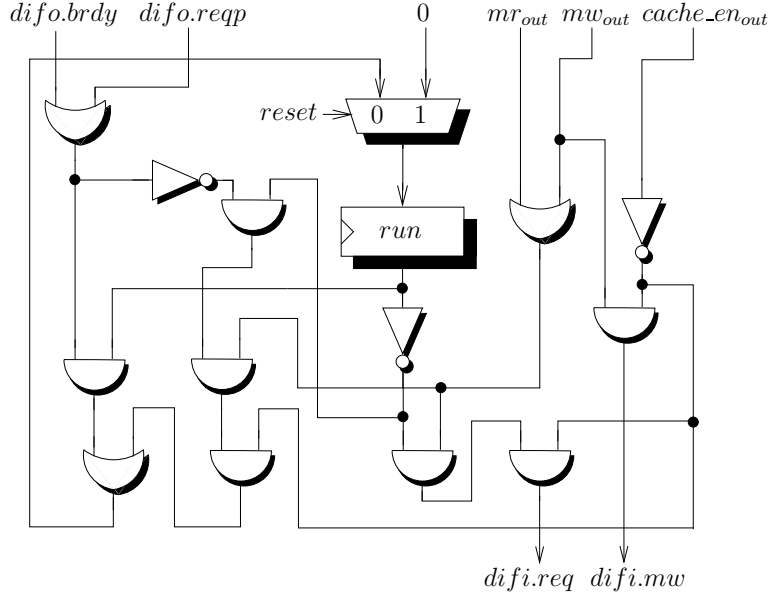 difo.brdy difo.reqp 0 mr_out mw_out cache_en_out
reset 0 1
run
difi.req difi.mw